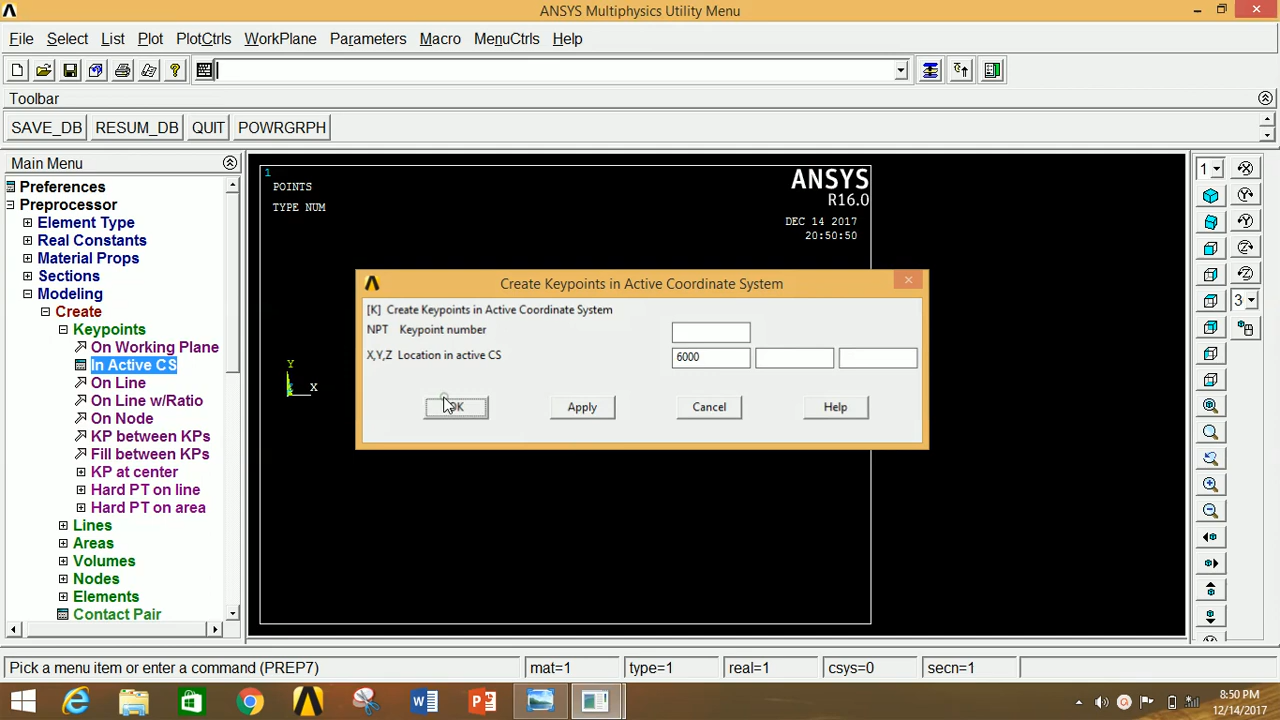 ANSYS Multiphysics Utility Menu
File Select List Plot PlotCtrls WorkPlane Parameters Macro MenuCtrls Help
Toolbar
SAVE_DB RESUM_DB QUIT POWRGRPH
Main Menu
Preferences
Preprocessor
Element Type
Real Constants
Material Props
Sections
Modeling
Create
Keypoints
On Working Plane
In Active CS
On Line
On Line w/Ratio
On Node
KP between KPs
Fill between KPs
KP at center
Hard PT on line
Hard PT on area
Lines
Areas
Volumes
Nodes
Elements
Contact Pair
1
POINTS
TYPE NUM
ANSYS
R16.0
DEC 14 2017
20:50:50
Y
X
Create Keypoints in Active Coordinate System
[K] Create Keypoints in Active Coordinate System
NPT Keypoint number
X,Y,Z Location in active CS 6000
OK Apply Cancel Help
1
3
Pick a menu item or enter a command (PREP7) mat=1 type=1 real=1 csys=0 secn=1
8:50 PM
12/14/2017